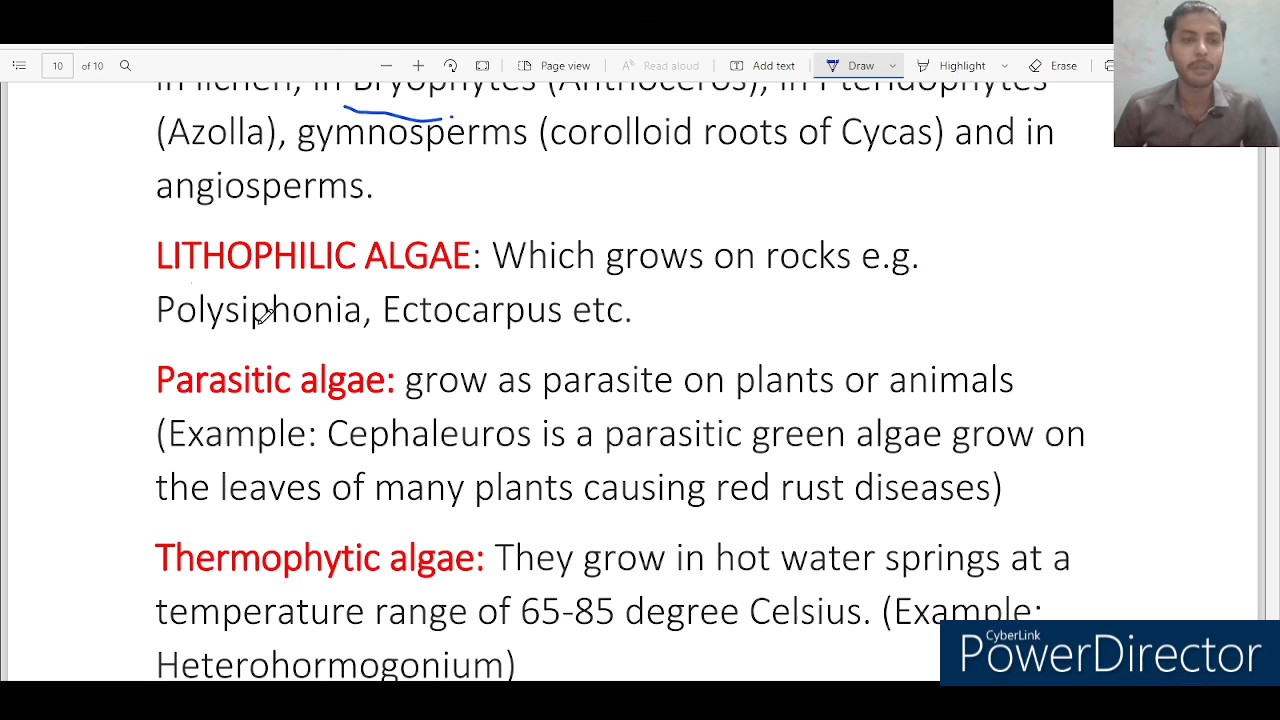 10 of 10 Page view Read aloud Add text Draw Highlight Erase
in lichen, in Bryophytes (Anthoceros), in Pteridophytes
(Azolla), gymnosperms (corolloid roots of Cycas) and in
angiosperms.
LITHOPHILIC ALGAE: Which grows on rocks e.g.
Polysiphonia, Ectocarpus etc.
Parasitic algae: grow as parasite on plants or animals
(Example: Cephaleuros is a parasitic green algae grow on
the leaves of many plants causing red rust diseases)
Thermophytic algae: They grow in hot water springs at a
temperature range of 65-85 degree Celsius. (Example:
Heterohormogonium)
CyberLink
PowerDirector